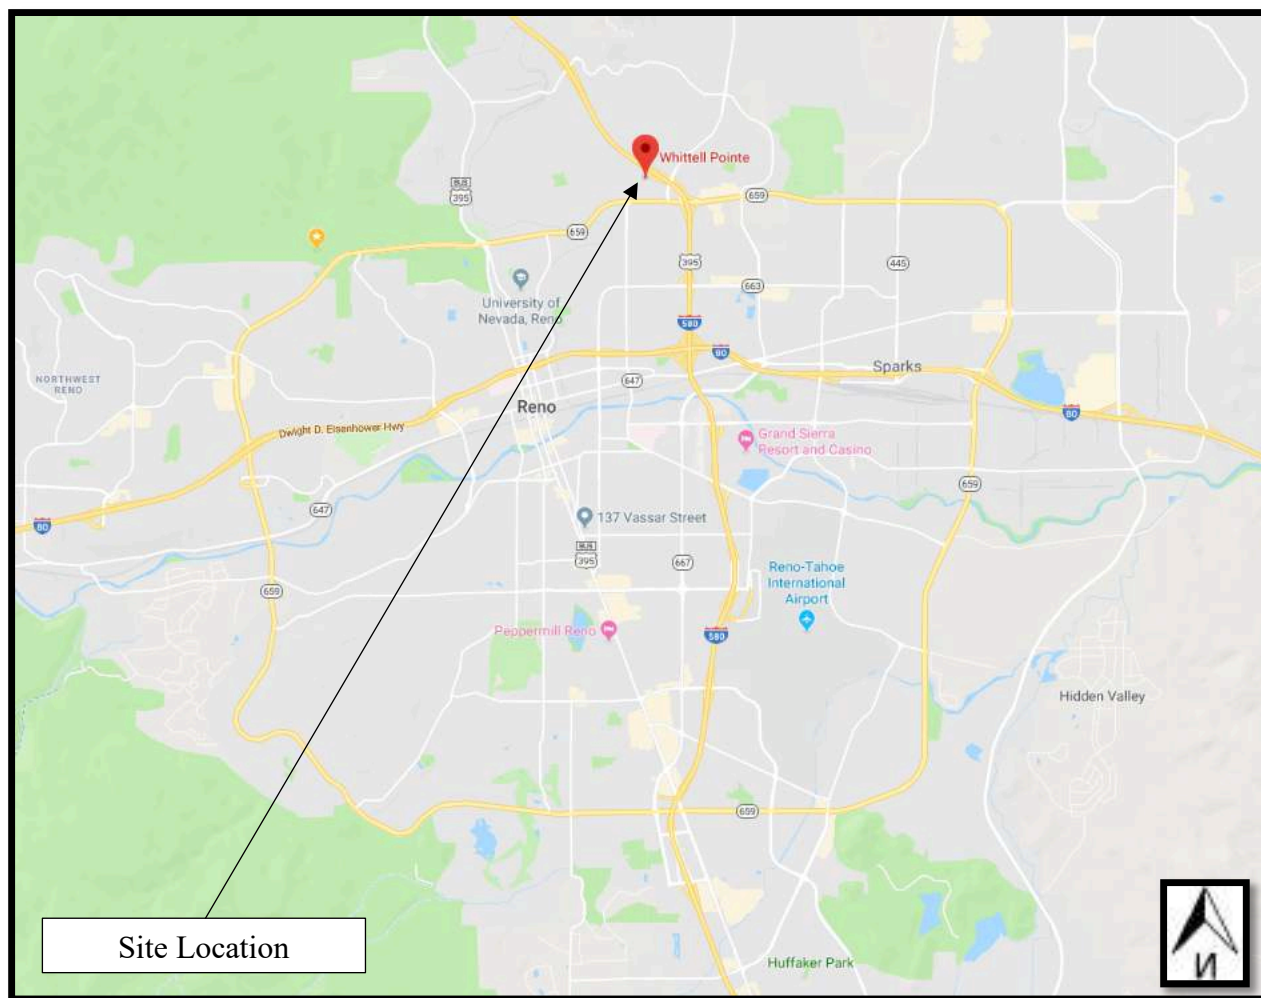 Whittell Pointe
BUS
395
659
659
395
445
University of
Nevada, Reno
663
580
80
Sparks
NORTHWEST
RENO
647
Reno
80
Dwight D. Eisenhower Hwy
Grand Sierra
Resort and Casino
659
647
80
137 Vassar Street
BUS
395
667
Reno-Tahoe
International
Airport
659
Peppermill Reno
580
Hidden Valley
659
Site Location
Huffaker Park
N